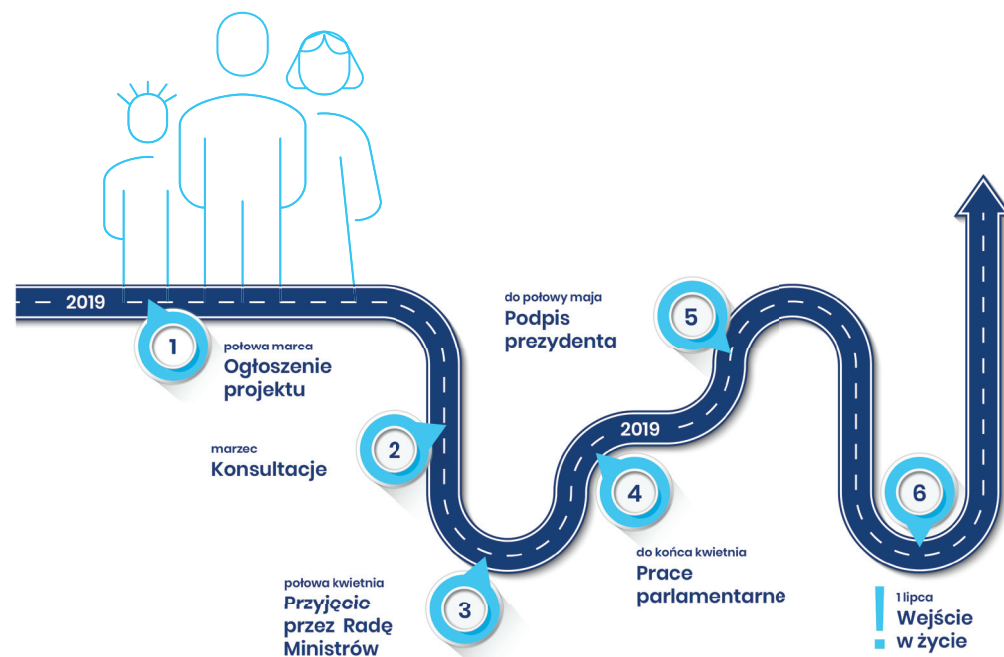 2019
1
połowa marca
Ogłoszenie
projektu
2
marzec
Konsultacje
3
połowa kwietnia
Przyjęcie
przez Radę
Ministrów
2019
4
do końca kwietnia
Prace
parlamentarne
5
do połowy maja
Podpis
prezydenta
6
1 lipca
Wejście
w życie